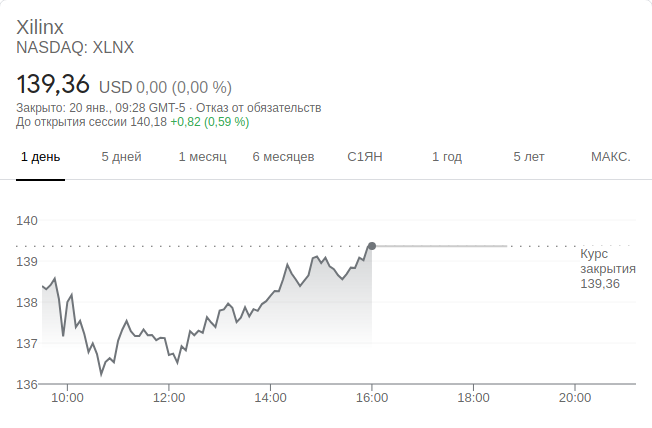 Xilinx
NASDAQ: XLNX
139,36 USD 0,00 (0,00 %)
Закрыто: 20 янв., 09:28 GMT-5 · Отказ от обязательств
До открытия сессии 140,18 +0,82 (0,59 %)
1 день 5 дней 1 месяц 6 месяцев С1ЯН 1 год 5 лет МАКС.
140
139
138
137
136
Курс
закрытия
139,36
10:00 12:00 14:00 16:00 18:00 20:00